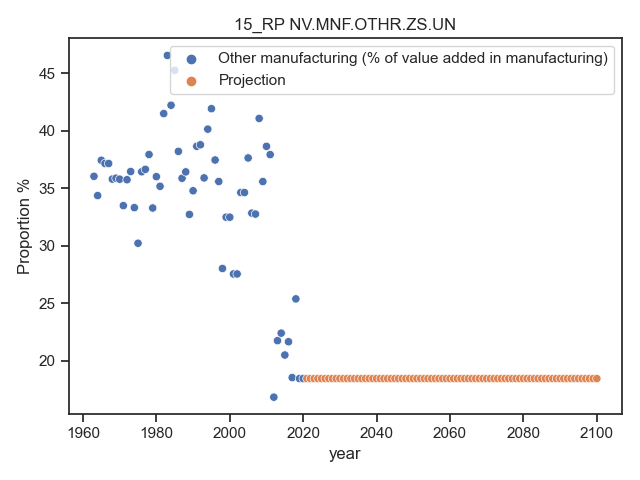 15_RP NV.MNF.OTHR.ZS.UN
Other manufacturing (% of value added in manufacturing)
Projection
Proportion %
45
40
35
30
25
20
1960
1980
2000
2020
2040
2060
2080
2100
year